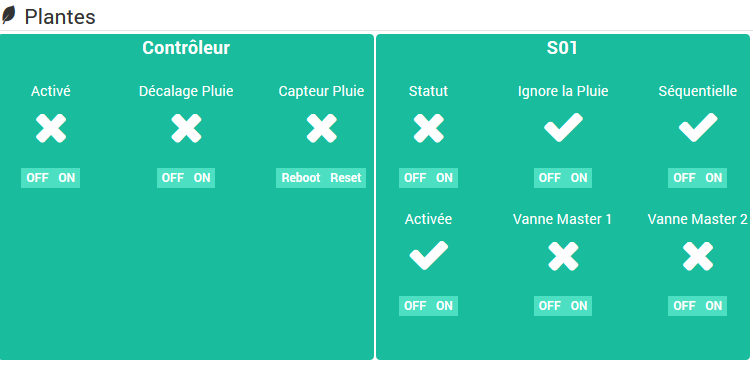 Plantes
Contrôleur
Activé Décalage Pluie Capteur Pluie
OFF ON OFF ON Reboot Reset
S01
Statut Ignore la Pluie Séquentielle
OFF ON OFF ON OFF ON
Activée Vanne Master 1 Vanne Master 2
OFF ON OFF ON OFF ON